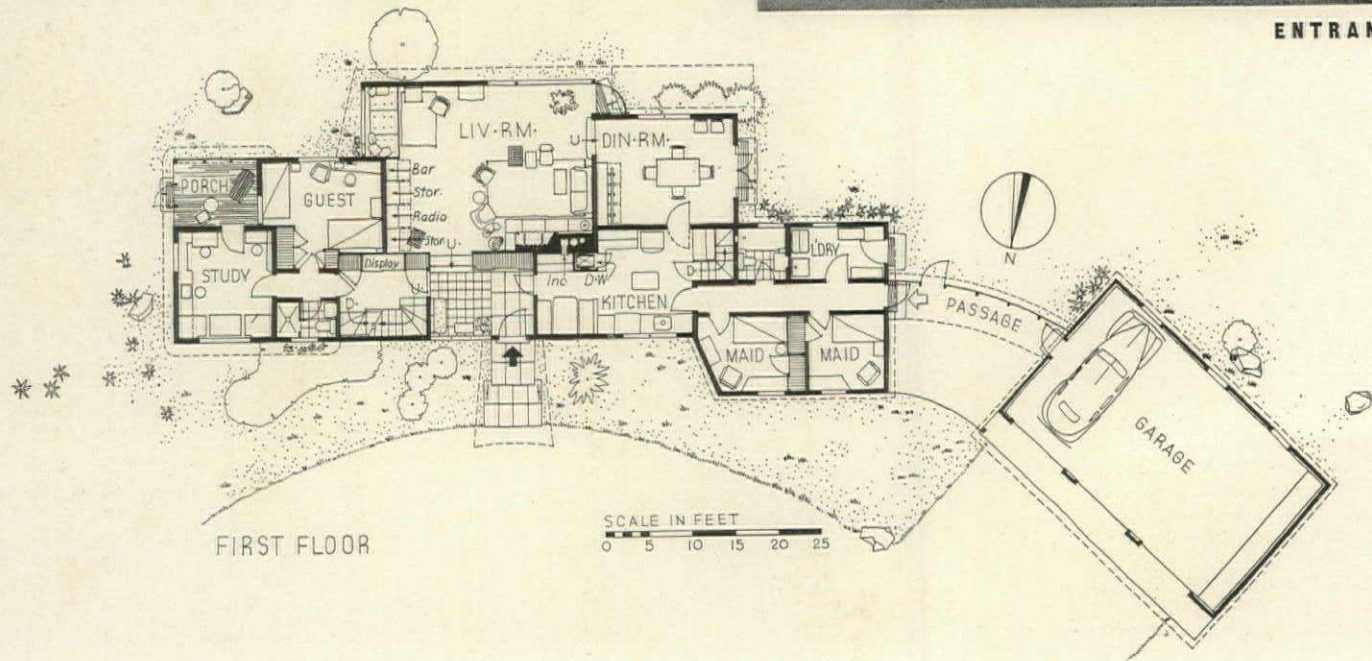 ENTRAN
LIV·RM·
U
DIN·RM·
PORCH
GUEST
Bar
Stor.
Radio
Stor.
U·
STUDY
Display
D·
U·
Inc
D·W
KITCHEN
D·
L'DRY
N
MAID
MAID
PASSAGE
GARAGE
FIRST FLOOR
SCALE IN FEET
0 5 10 15 20 25